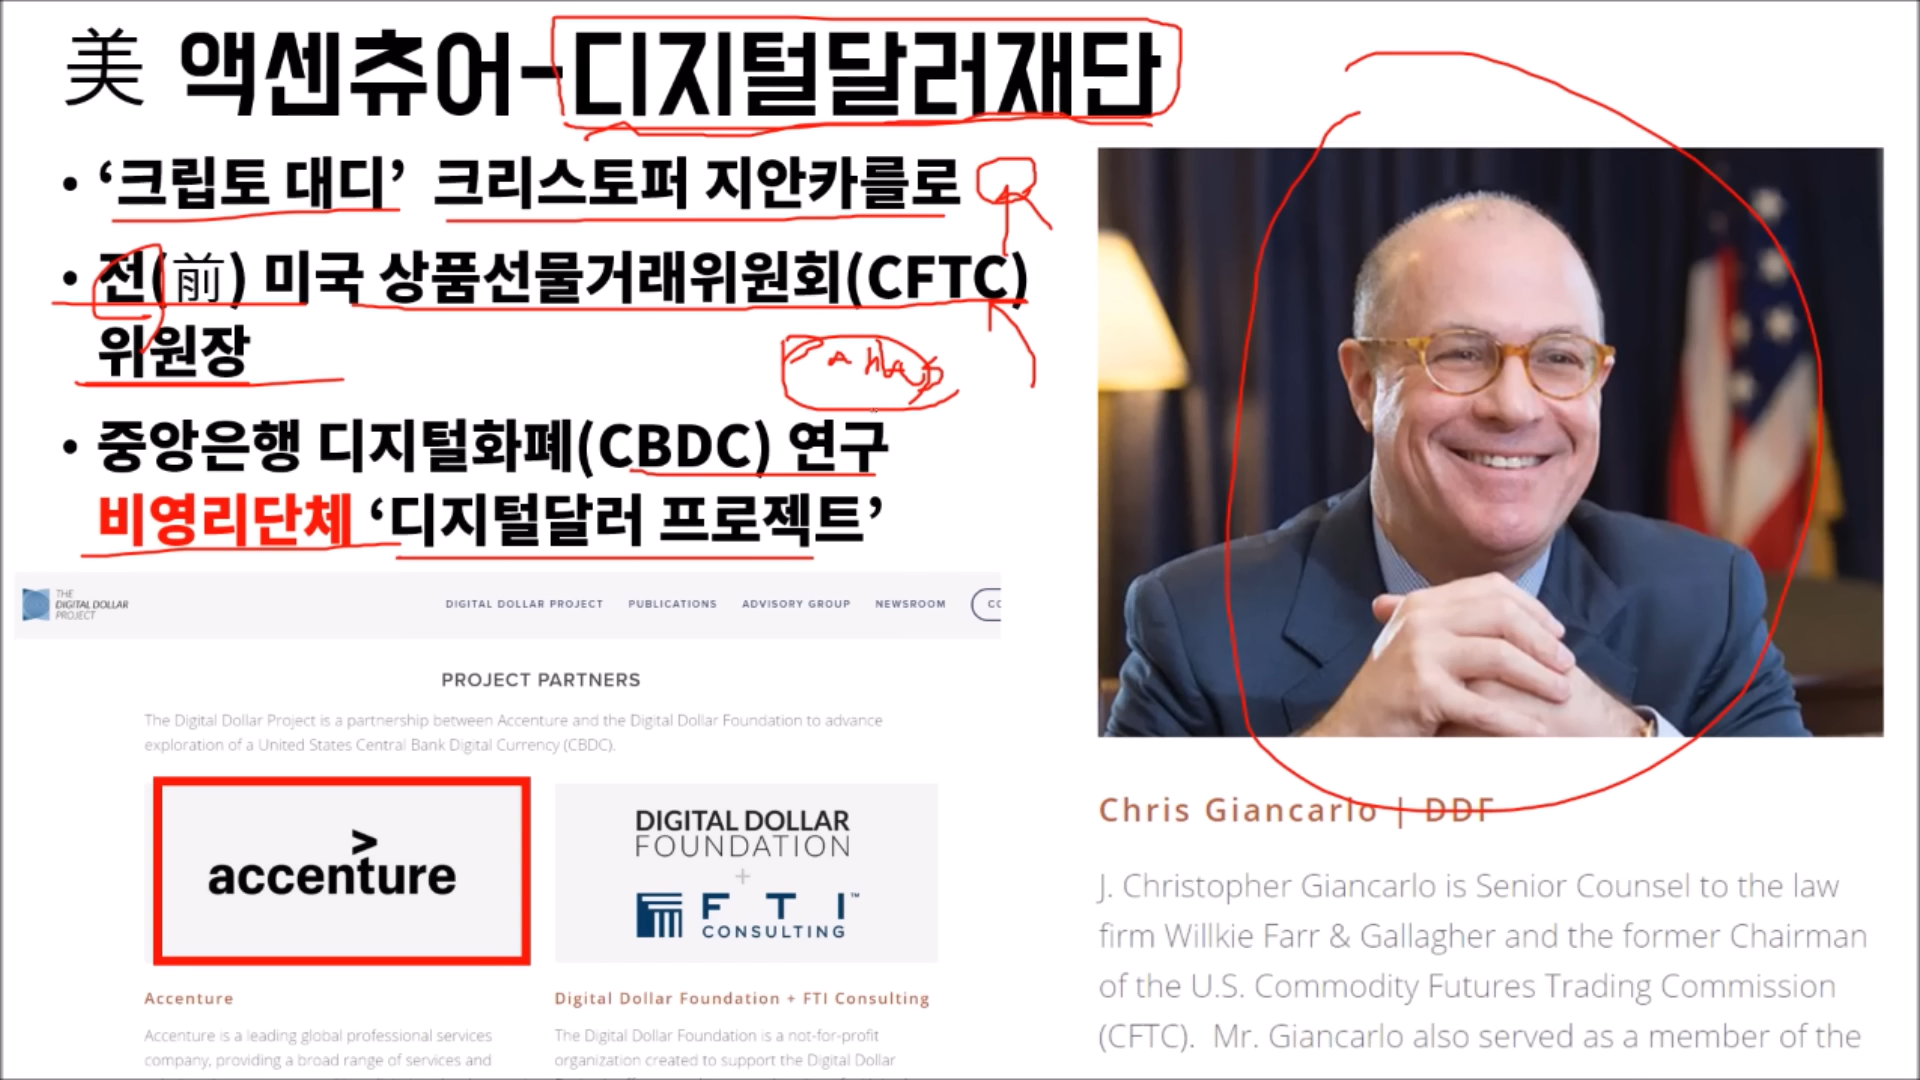 美 액센츄어-디지털달러재단
• ‘크립토 대디’ 크리스토퍼 지안카를로
• 전(前) 미국 상품선물거래위원회(CFTC)
위원장
• 중앙은행 디지털화폐(CBDC) 연구
비영리단체 ‘디지털달러 프로젝트’
THE
DIGITAL DOLLAR
PROJECT
DIGITAL DOLLAR PROJECT PUBLICATIONS ADVISORY GROUP NEWSROOM
PROJECT PARTNERS
The Digital Dollar Project is a partnership between Accenture and the Digital Dollar Foundation to advance
exploration of a United States Central Bank Digital Currency (CBDC).
accenture
DIGITAL DOLLAR
FOUNDATION
+
F T I™
CONSULTING
Accenture
Accenture is a leading global professional services
company, providing a broad range of services and
Digital Dollar Foundation + FTI Consulting
The Digital Dollar Foundation is a not-for-profit
organization created to support the Digital Dollar
Chris Giancarlo | DDF
J. Christopher Giancarlo is Senior Counsel to the law
firm Willkie Farr & Gallagher and the former Chairman
of the U.S. Commodity Futures Trading Commission
(CFTC). Mr. Giancarlo also served as a member of the